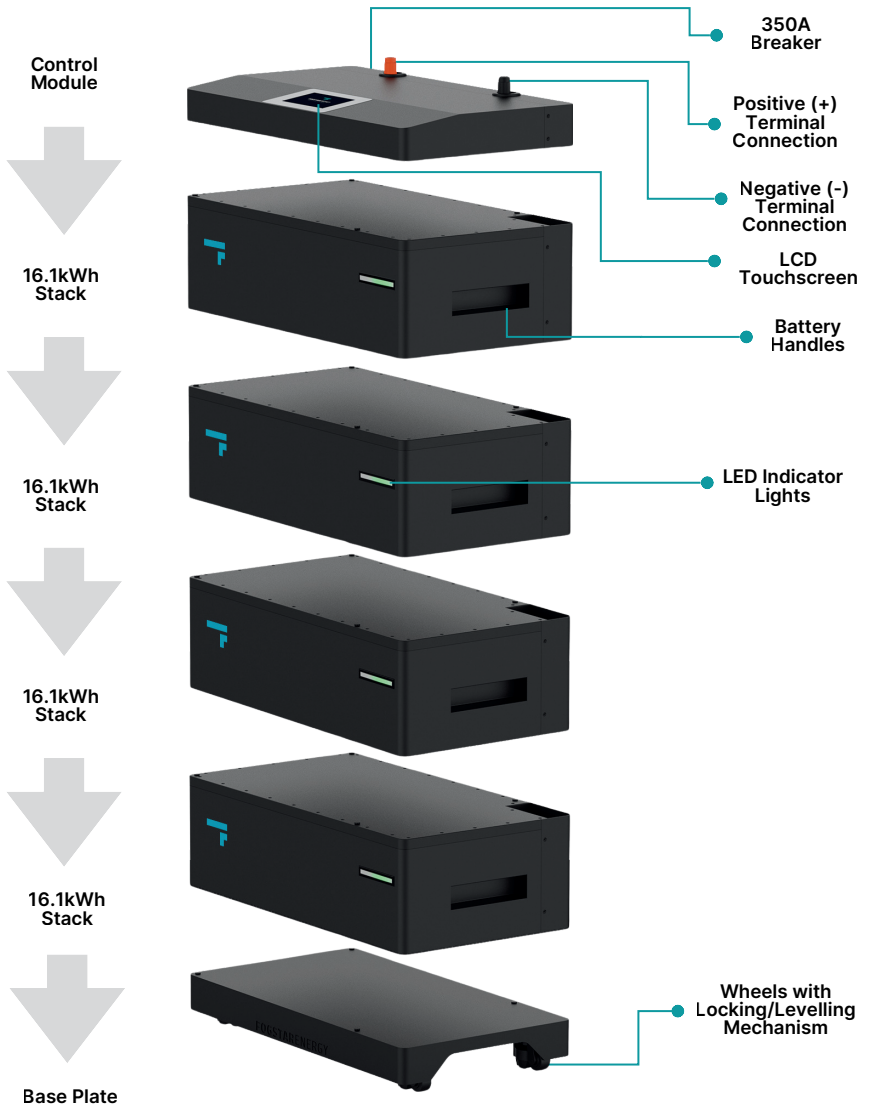 Control
Module
350A
Breaker
Positive (+)
Terminal
Connection
Negative (-)
Terminal
Connection
LCD
Touchscreen
16.1kWh
Stack
Battery
Handles
16.1kWh
Stack
LED Indicator
Lights
16.1kWh
Stack
16.1kWh
Stack
Wheels with
Locking/Levelling
Mechanism
FOGSTARENERGY
Base Plate